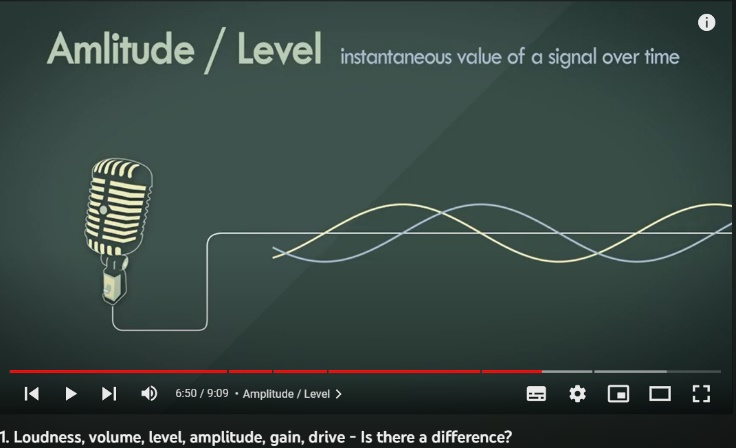 Amlitude / Level instantaneous value of a signal over time
6:50 / 9:09 • Amplitude / Level >
1. Loudness, volume, level, amplitude, gain, drive - Is there a difference?